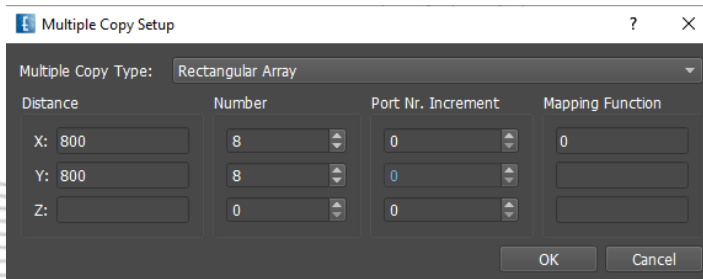 Multiple Copy Setup ? ×
Multiple Copy Type: Rectangular Array
Distance Number Port Nr. Increment Mapping Function
X: 800 8 0 0
Y: 800 8 0
Z: 0 0
OK Cancel